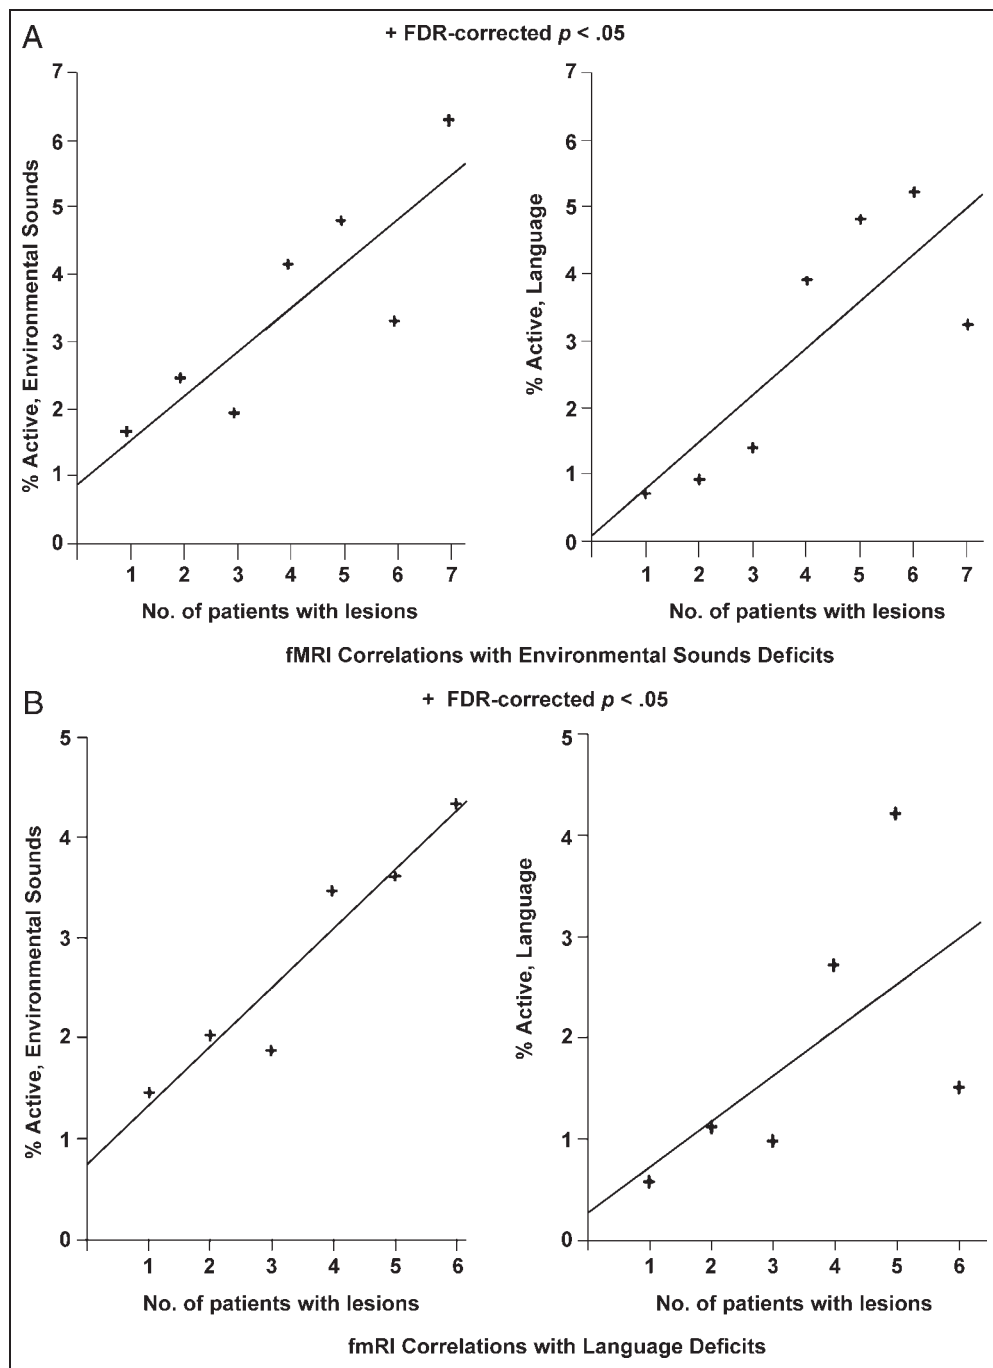 A
+ FDR-corrected p < .05
% Active, Environmental Sounds
7
6
5
4
3
2
1
0
1 2 3 4 5 6 7
No. of patients with lesions
% Active, Language
7
6
5
4
3
2
1
0
1 2 3 4 5 6 7
No. of patients with lesions
fMRI Correlations with Environmental Sounds Deficits
B
+ FDR-corrected p < .05
% Active, Environmental Sounds
5
4
3
2
1
0
1 2 3 4 5 6
No. of patients with lesions
% Active, Language
5
4
3
2
1
0
1 2 3 4 5 6
No. of patients with lesions
fmRI Correlations with Language Deficits